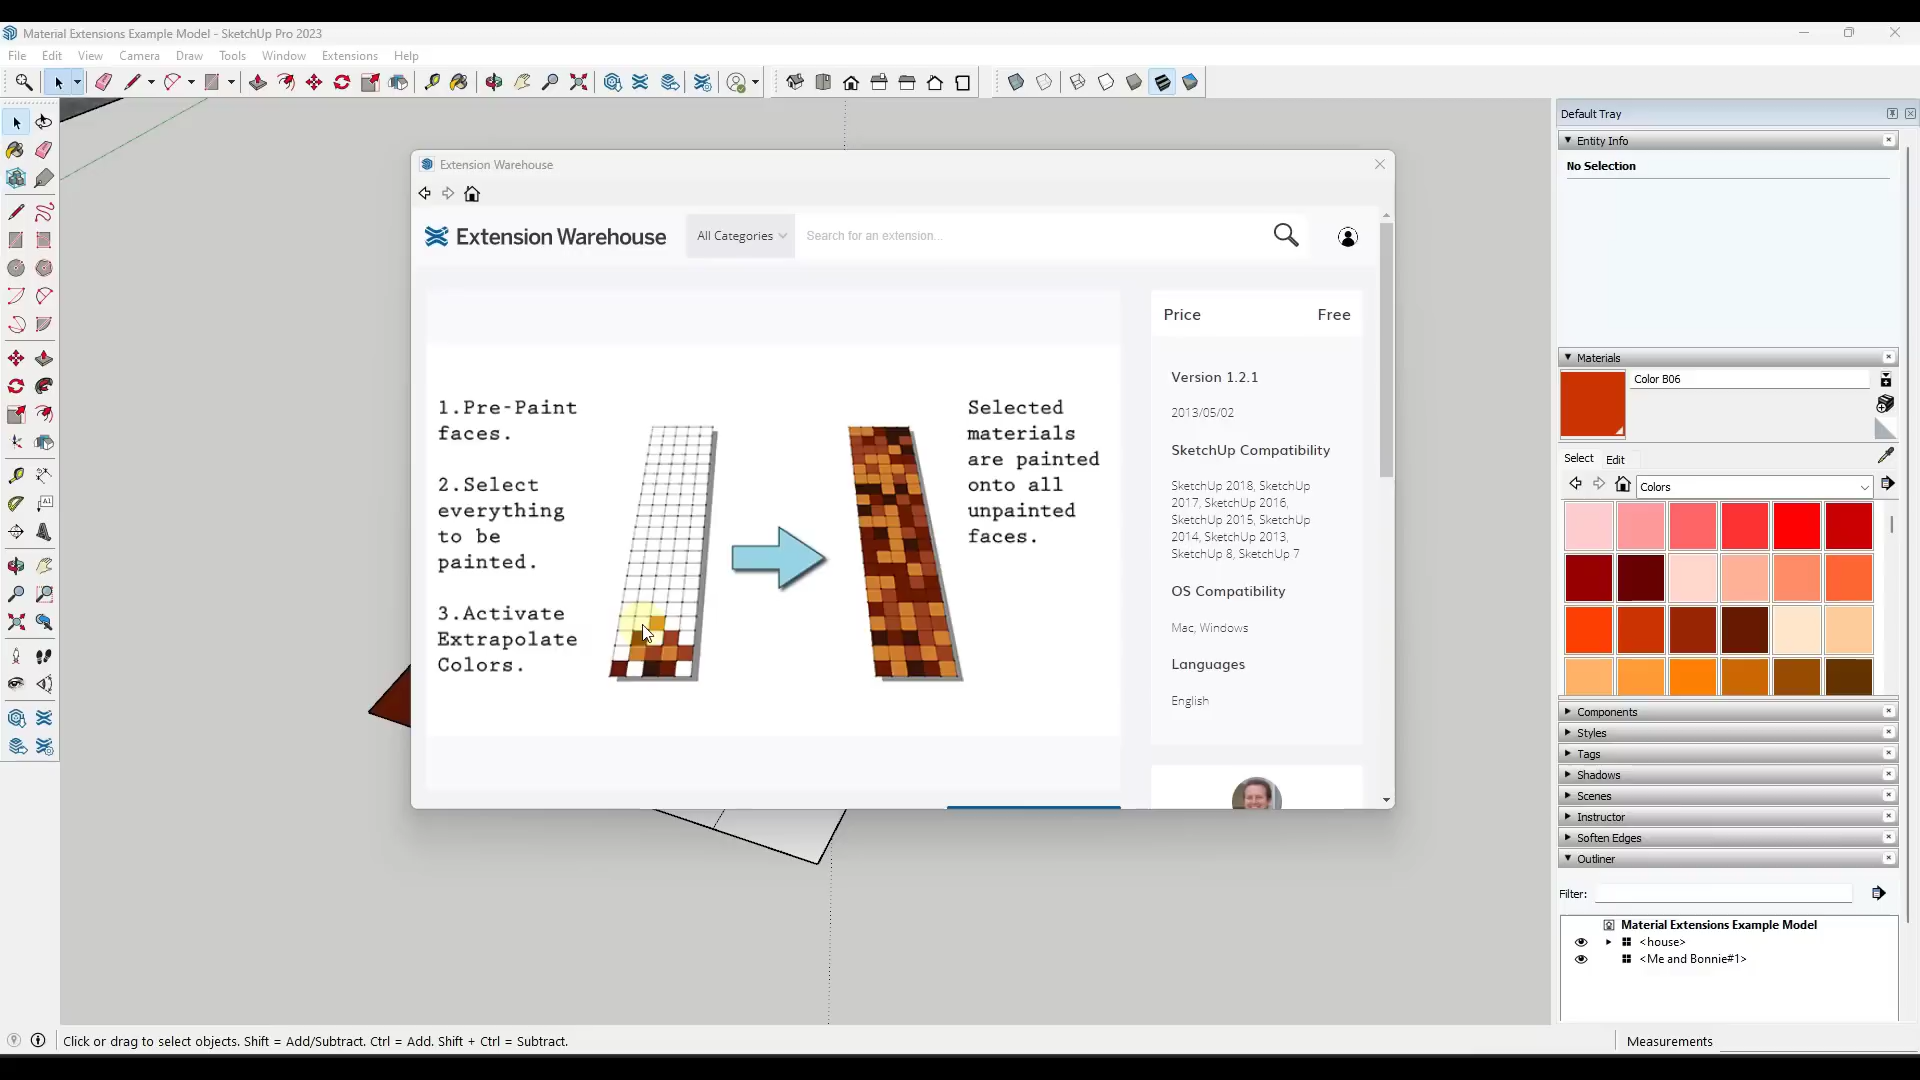 Material Extensions Example Model - SketchUp Pro 2023
File Edit View Camera Draw Tools Window Extensions Help
Extension Warehouse
Extension Warehouse
All Categories
Search for an extension...
1.Pre-Paint
faces.
2.Select
everything
to be
painted.
3.Activate
Extrapolate
Colors.
Selected
materials
are painted
onto all
unpainted
faces.
Price Free
Version 1.2.1
2013/05/02
SketchUp Compatibility
SketchUp 2018, SketchUp
2017, SketchUp 2016,
SketchUp 2015, SketchUp
2014, SketchUp 2013,
SketchUp 8, SketchUp 7
OS Compatibility
Mac, Windows
Languages
English
Default Tray
Entity Info
No Selection
Materials
Color B06
Select Edit
Colors
Components
Styles
Tags
Shadows
Scenes
Instructor
Soften Edges
Outliner
Filter:
Material Extensions Example Model
<house>
<Me and Bonnie#1>
Click or drag to select objects. Shift = Add/Subtract. Ctrl = Add. Shift + Ctrl = Subtract.
Measurements